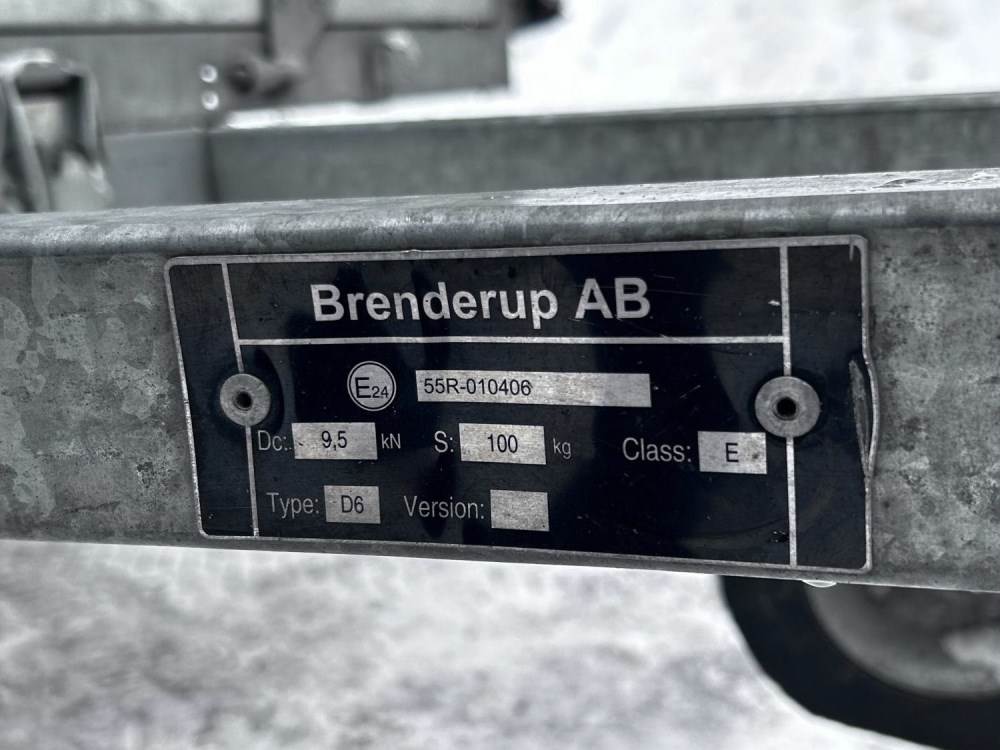 Brenderup AB
E24 55R-010406
Dc: 9,5 kN S: 100 kg Class: E
Type: D6 Version: